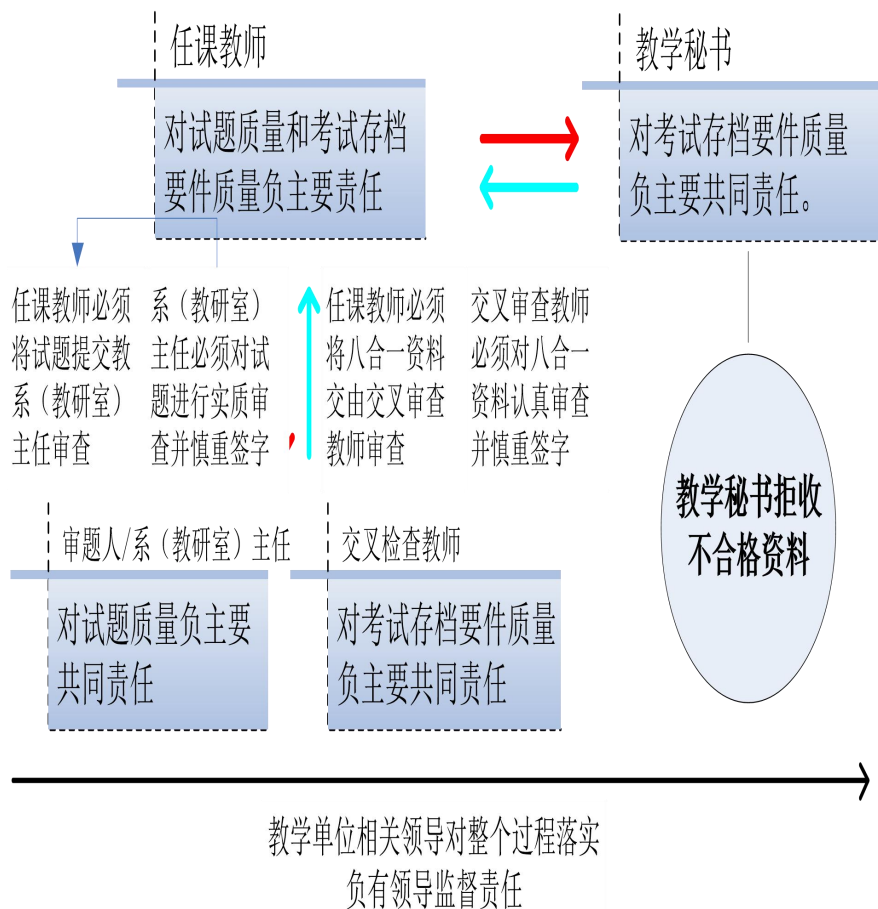 任课教师
对试题质量和考试存档
要件质量负主要责任
教学秘书
对考试存档要件质量
负主要共同责任。
任课教师必须
将试题提交教
系（教研室）
主任审查
系（教研室）
主任必须对试
题进行实质审
查并慎重签字
任课教师必须
将八合一资料
交由交叉审查
教师审查
交叉审查教师
必须对八合一
资料认真审查
并慎重签字
教学秘书拒收
不合格资料
审题人/系（教研室）主任
对试题质量负主要
共同责任
交叉检查教师
对考试存档要件质量
负主要共同责任
教学单位相关领导对整个过程落实
负有领导监督责任